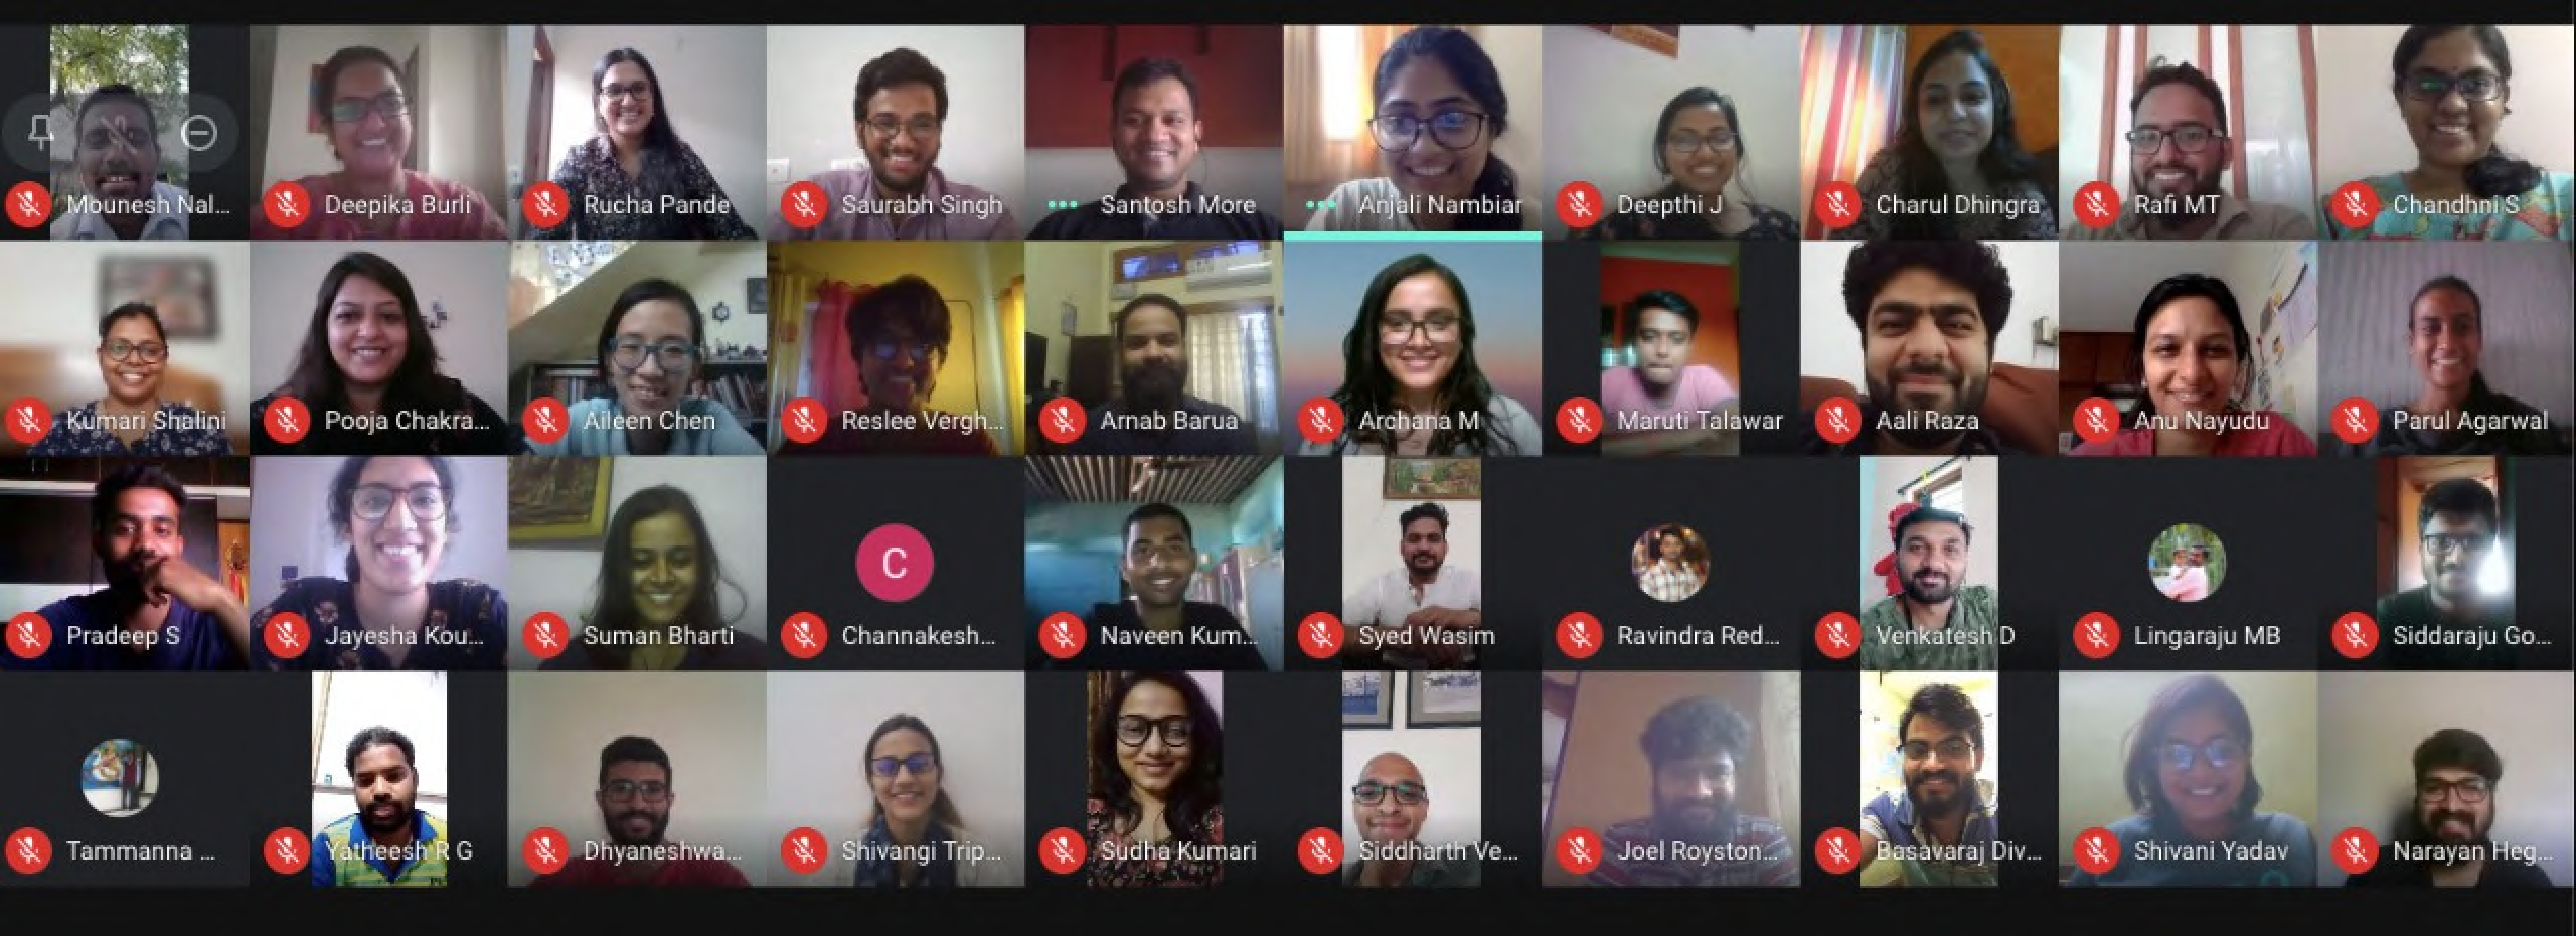 Mounesh Nal...
Deepika Burli
Rucha Pande
Saurabh Singh
Santosh More
Anjali Nambiar
Deepthi J
Charul Dhingra
Rafi MT
Chandhni S
Kumari Shalini
Pooja Chakra...
Aileen Chen
Reslee Vergh...
Arnab Barua
Archana M
Maruti Talawar
Aali Raza
Anu Nayudu
Parul Agarwal
Pradeep S
Jayesha Kou...
Suman Bharti
C
Channakesh...
Naveen Kum...
Syed Wasim
Ravindra Red...
Venkatesh D
Lingaraju MB
Siddaraju Go...
Tammanna ...
Yatheesh R G
Dhyaneshwa...
Shivangi Trip...
Sudha Kumari
Siddharth Ve...
Joel Royston...
Basavaraj Div...
Shivani Yadav
Narayan Heg...